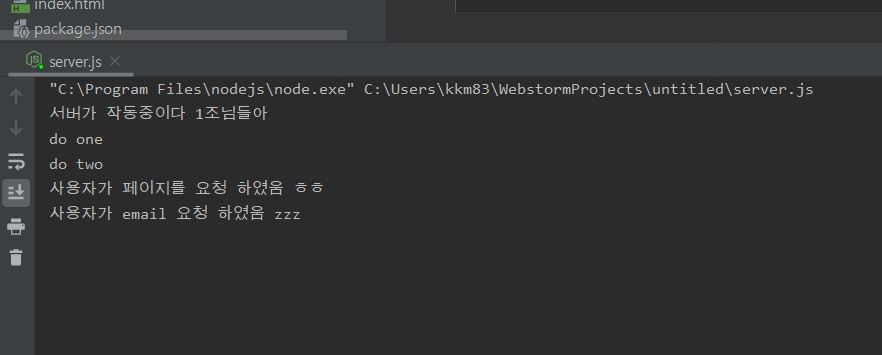 index.html
package.json
server.js
"C:\Program Files\nodejs\node.exe" C:\Users\kkm83\WebstormProjects\untitled\server.js
서버가 작동중이다 1조님들아
do one
do two
사용자가 페이지를 요청 하였움 ㅎㅎ
사용자가 email 요청 하였움 zzz